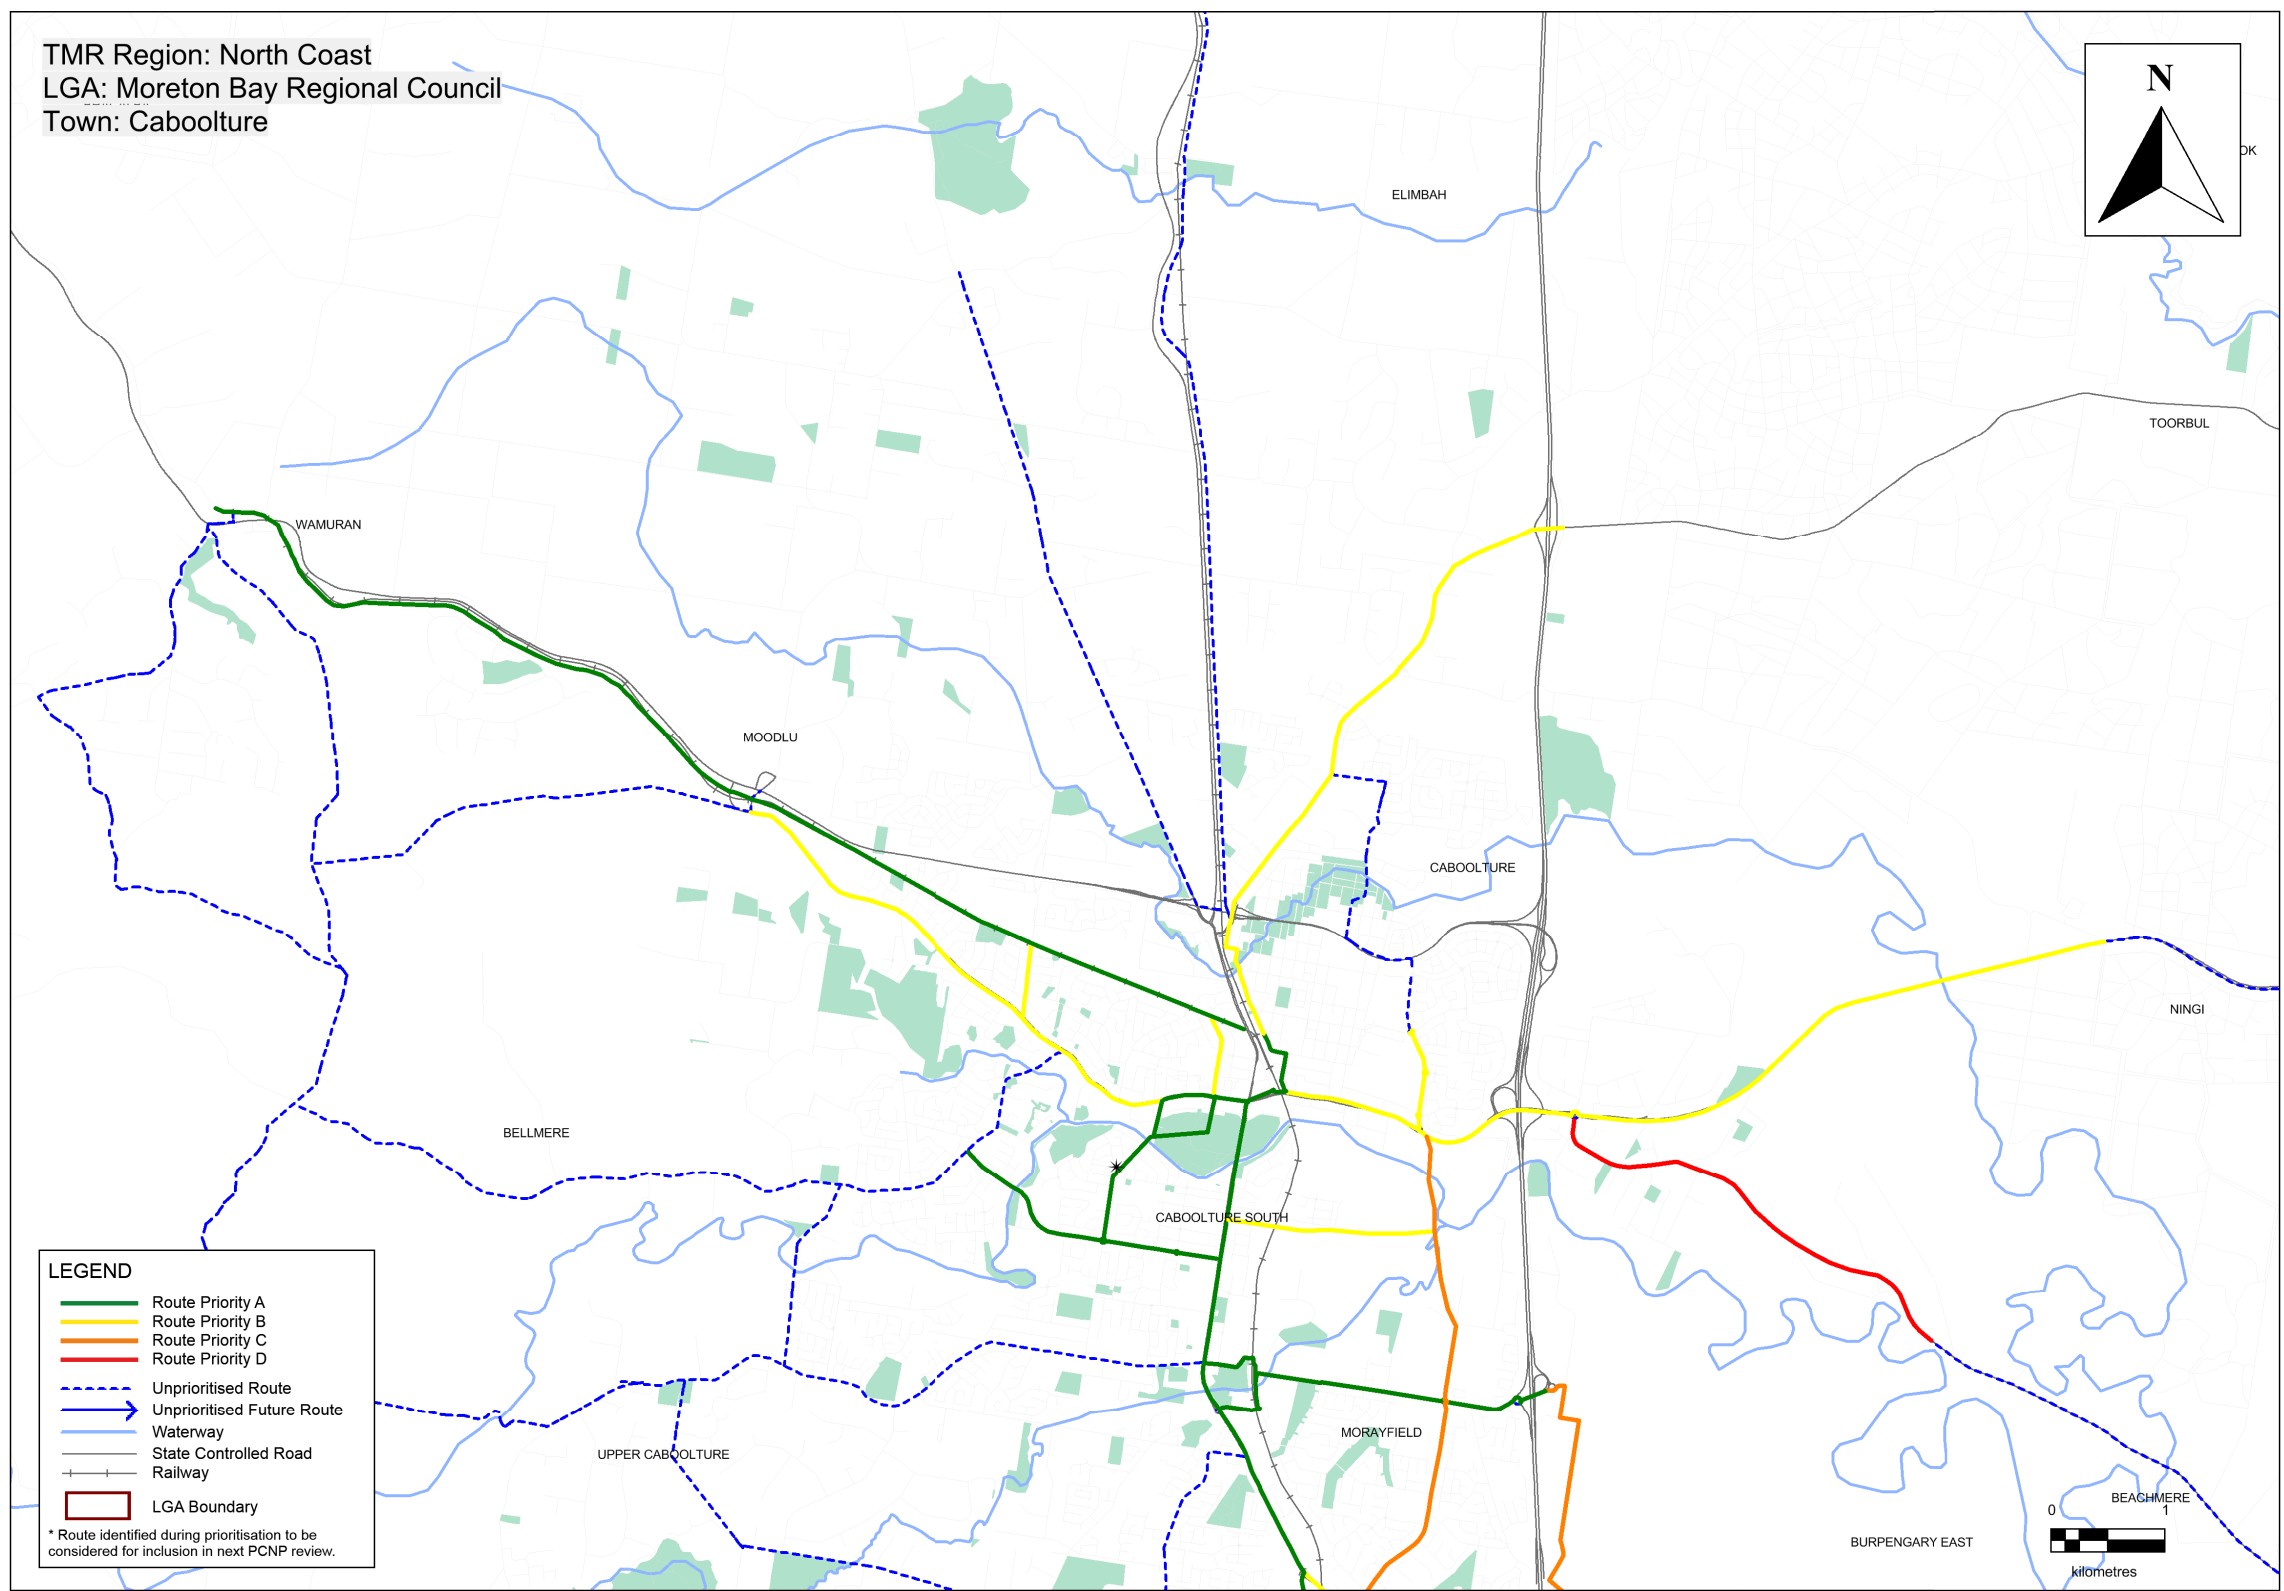 TMR Region: North Coast
LGA: Moreton Bay Regional Council
Town: Caboolture
N
ELIMBAH
TOORBUL
WAMURAN
MOODLU
CABOOLTURE
NINGI
BELLMERE
CABOOLTURE SOUTH
MORAYFIELD
UPPER CABOOLTURE
BEACHMERE
BURPENGARY EAST
0 1
kilometres
LEGEND
Route Priority A
Route Priority B
Route Priority C
Route Priority D
Unprioritised Route
Unprioritised Future Route
Waterway
State Controlled Road
Railway
LGA Boundary
* Route identified during prioritisation to be
considered for inclusion in next PCNP review.